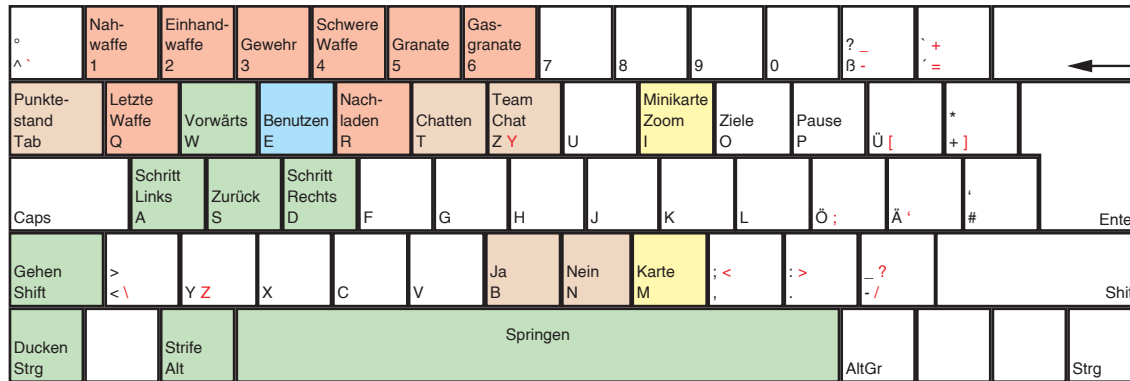 °
^ `
Nah-
waffe
1
Einhand-
waffe
2
Gewehr
3
Schwere
Waffe
4
Granate
5
Gas-
granate
6
7
8
9
0
? _
ß -
` +
´ =
Punkte-
stand
Tab
Letzte
Waffe
Q
Vorwärts
W
Benutzen
E
Nach-
laden
R
Chatten
T
Team
Chat
Z Y
U
Minikarte
Zoom
I
Ziele
O
Pause
P
Ü [
*
+ ]
Caps
Schritt
Links
A
Zurück
S
Schritt
Rechts
D
F
G
H
J
K
L
Ö ;
Ä '
'
#
Ente
Gehen
Shift
>
< \
Y Z
X
C
V
Ja
B
Nein
N
Karte
M
; <
,
: >
.
_ ?
- /
Shif
Ducken
Strg
Strife
Alt
Springen
AltGr
Strg